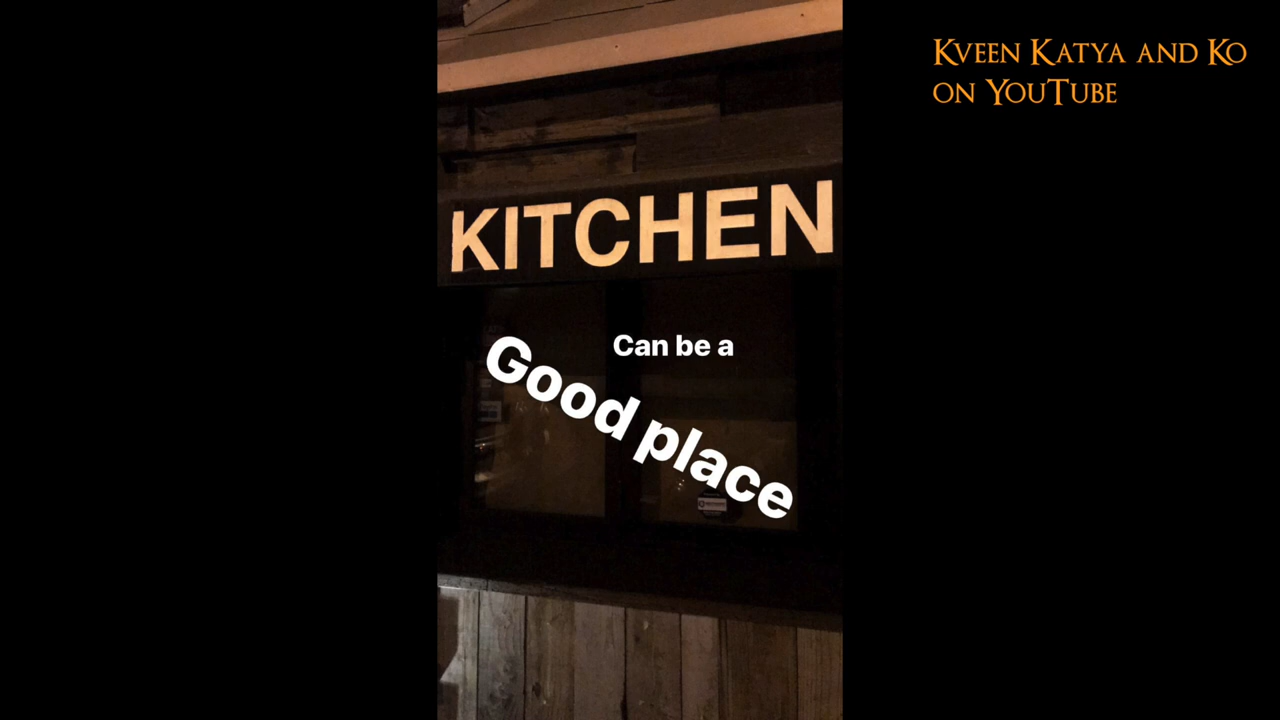 Kveen Katya and Ko
on YouTube
KITCHEN
Can be a
Good place